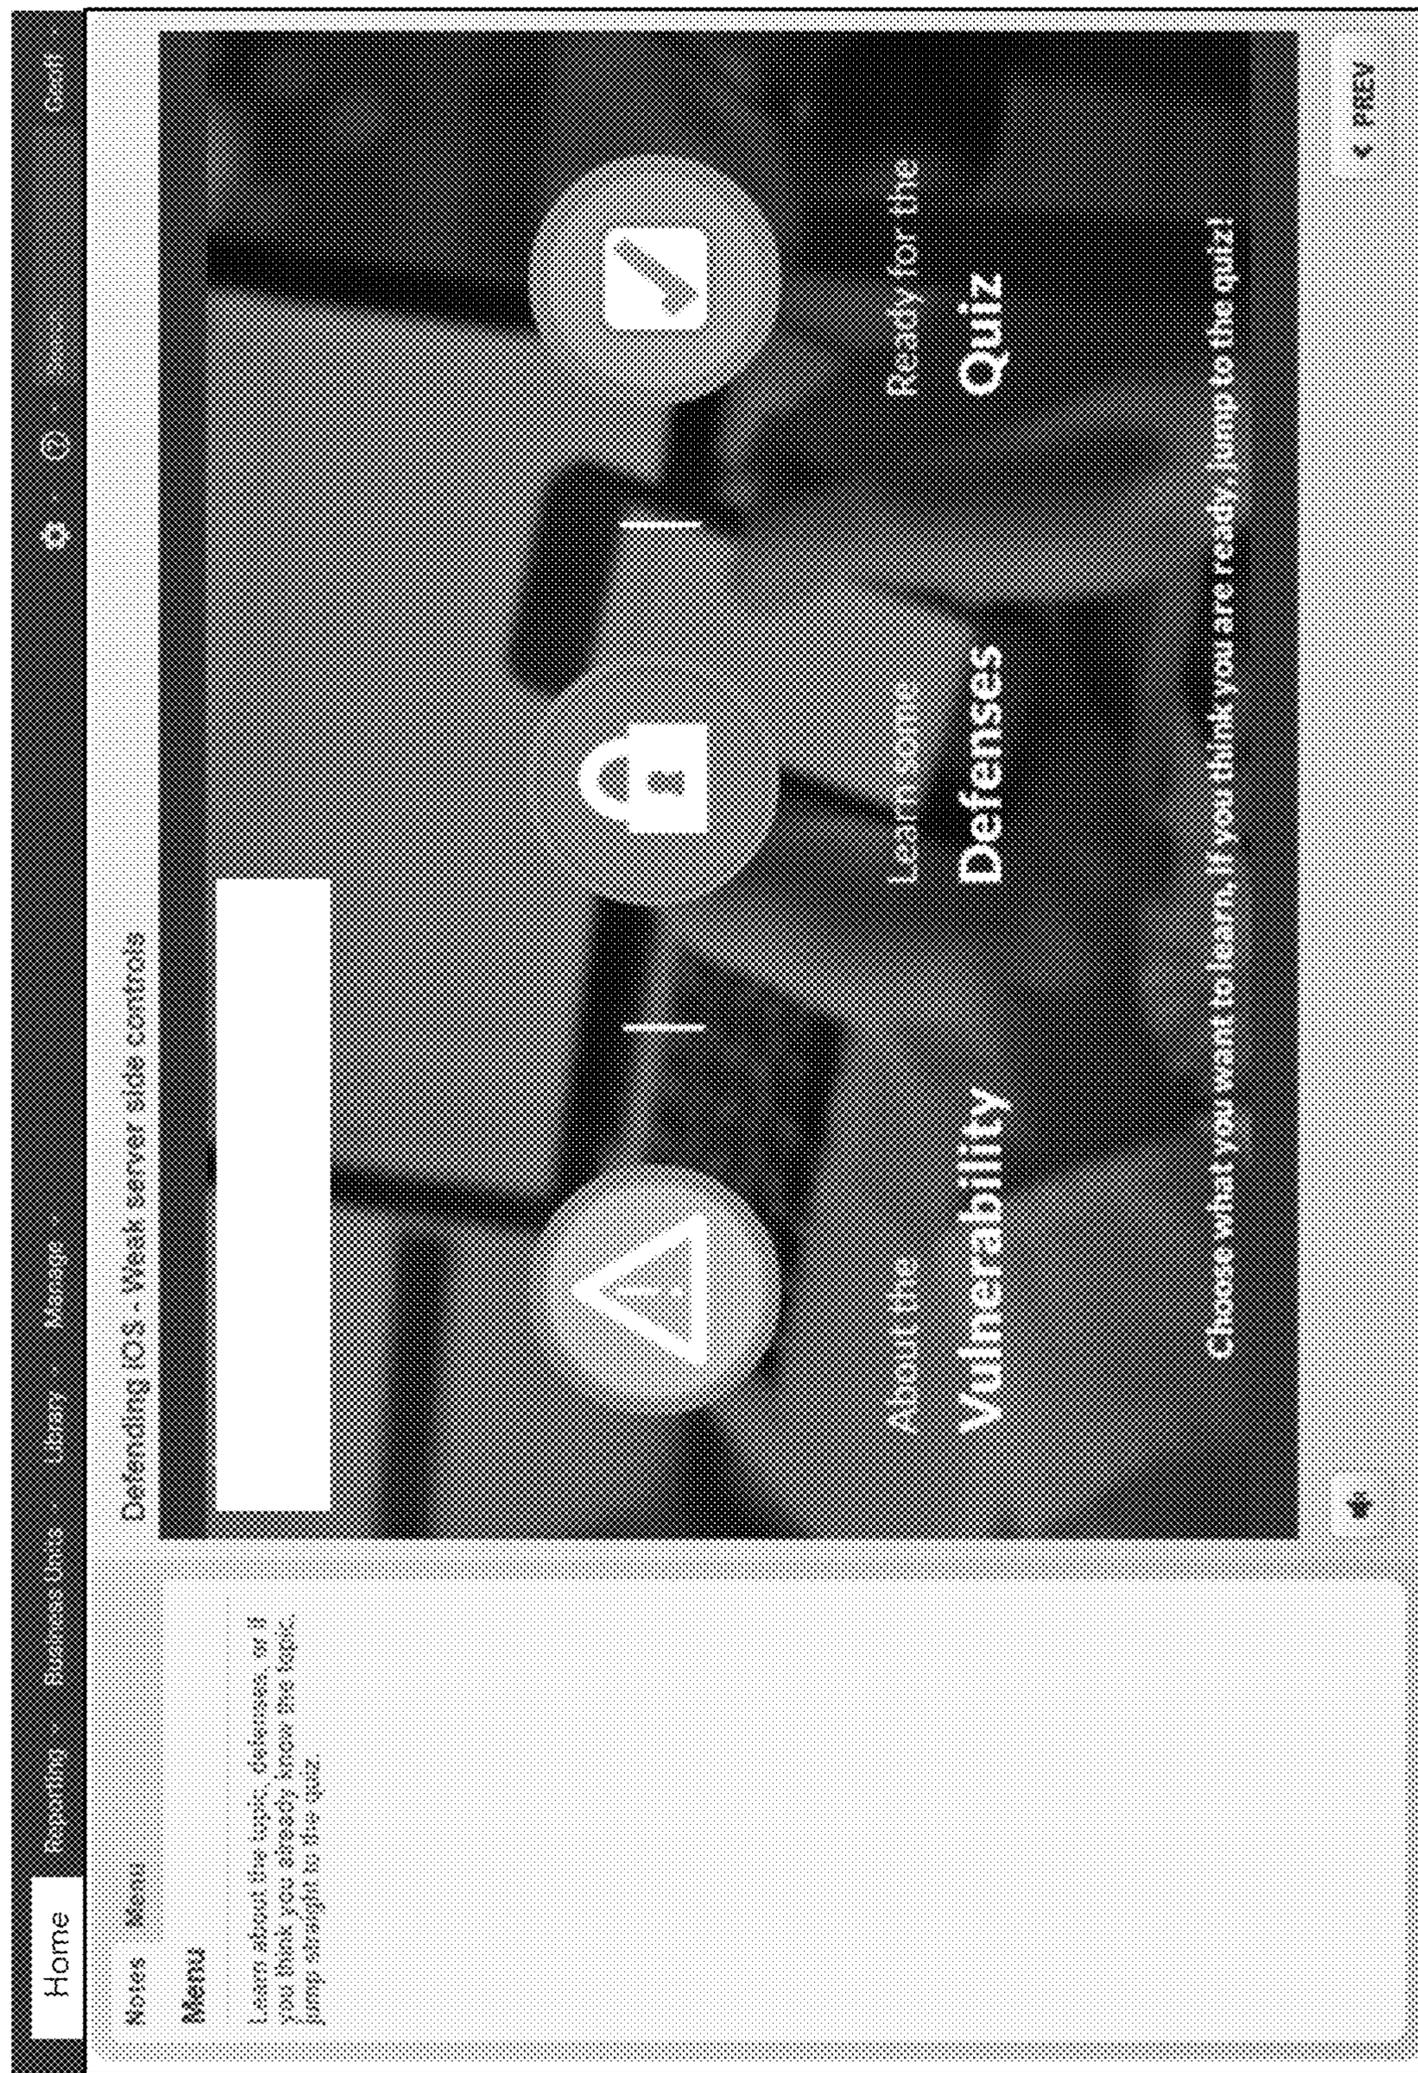 Home Reporting Business Units Library Manage Geoff
Notes Menu
Menu
Learn about the topic, defenses, or if
you think you already know the topic,
jump straight to the quiz.
Defending iOS - Weak server side controls
About the
Vulnerability
Learn some
Defenses
Ready for the
Quiz
Choose what you want to learn. If you think you are ready, jump to the quiz!
PREV